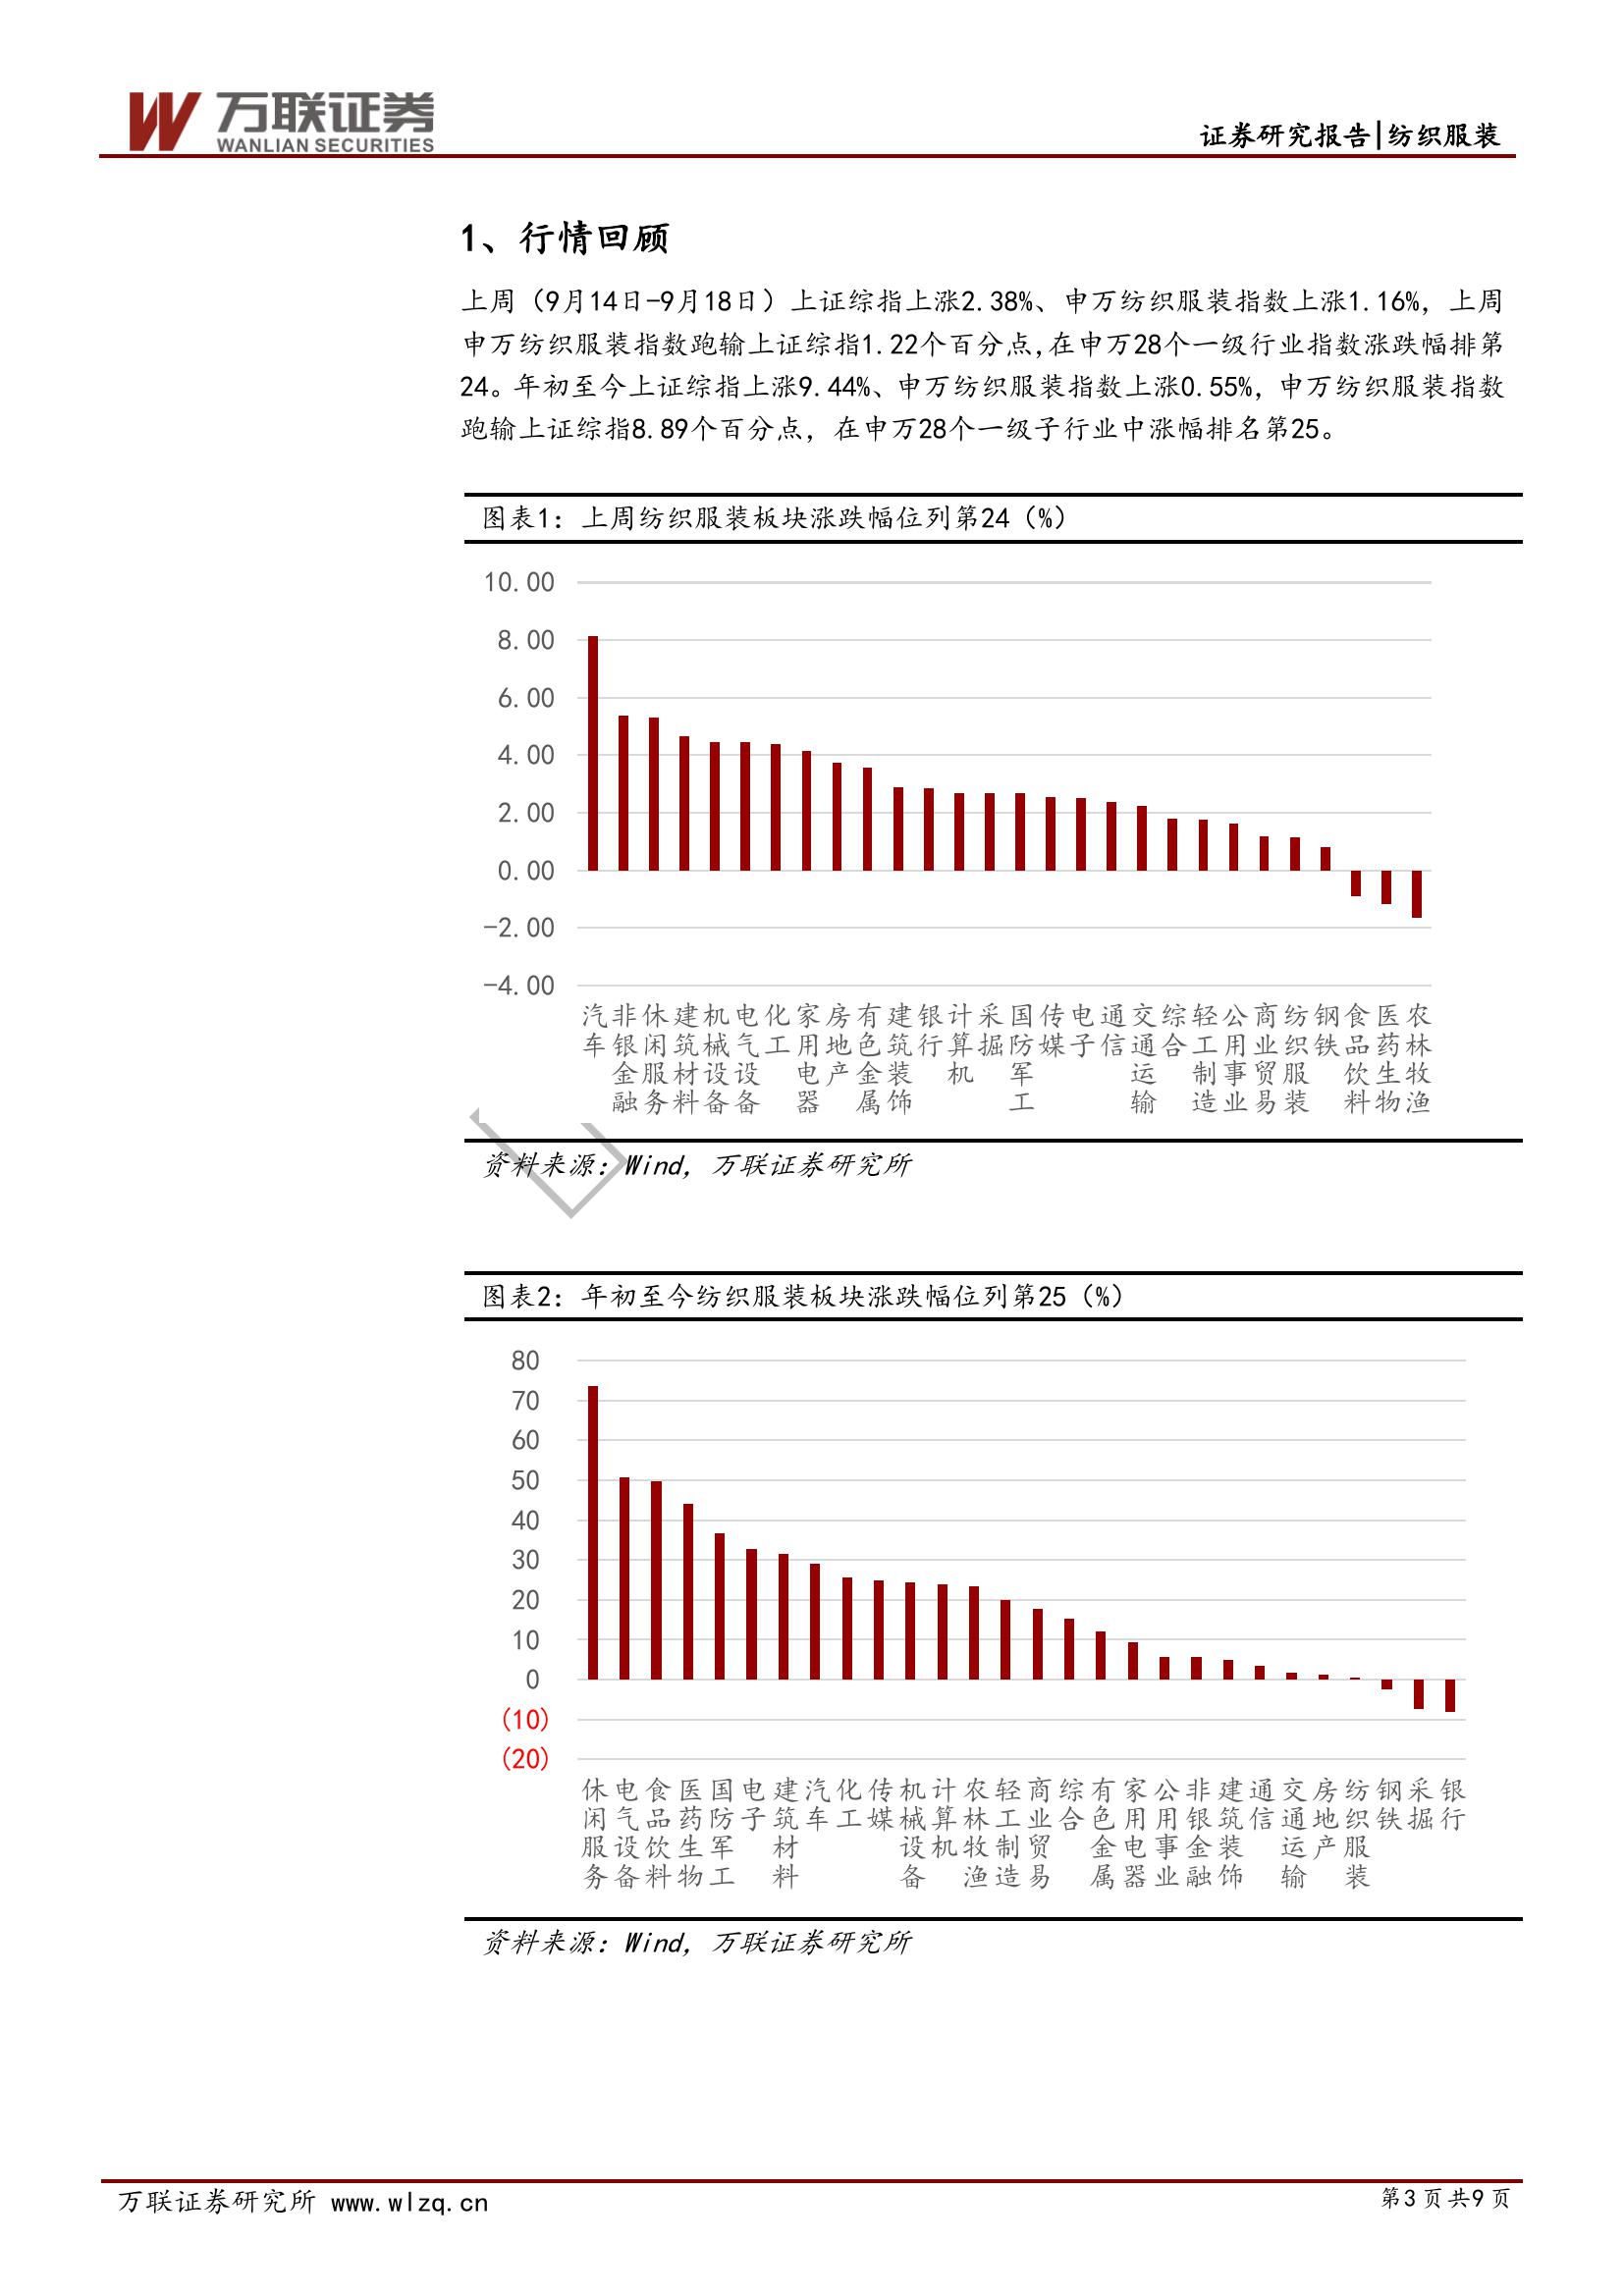 万联证券
WANLIAN SECURITIES
证券研究报告|纺织服装
1、行情回顾
上周（9月14日-9月18日）上证综指上涨2.38%、申万纺织服装指数上涨1.16%，上周
申万纺织服装指数跑输上证综指1.22个百分点,在申万28个一级行业指数涨跌幅排第
24。年初至今上证综指上涨9.44%、申万纺织服装指数上涨0.55%，申万纺织服装指数
跑输上证综指8.89个百分点，在申万28个一级子行业中涨幅排名第25。
图表1：上周纺织服装板块涨跌幅位列第24（%）
10.00
8.00
6.00
4.00
2.00
0.00
-2.00
-4.00
汽车
非银金融
休闲服务
建筑材料
机械设备
电气设备
化工
家用电器
房地产
有色金属
建筑装饰
银行
计算机
采掘
国防军工
传媒
电子
通信
交通运输
综合
轻工制造
公用事业
商业贸易
纺织服装
钢铁
食品饮料
医药生物
农林牧渔
资料来源：Wind，万联证券研究所
图表2：年初至今纺织服装板块涨跌幅位列第25（%）
80
70
60
50
40
30
20
10
0
(10)
(20)
休闲服务
电气设备
食品饮料
医药生物
国防军工
电子
建筑材料
汽车
化工
传媒
机械设备
计算机
农林牧渔
轻工制造
商业贸易
综合
有色金属
家用电器
公用事业
非银金融
建筑装饰
通信
交通运输
房地产
纺织服装
钢铁
采掘
银行
资料来源：Wind，万联证券研究所
万联证券研究所 www.wlzq.cn
第3页共9页